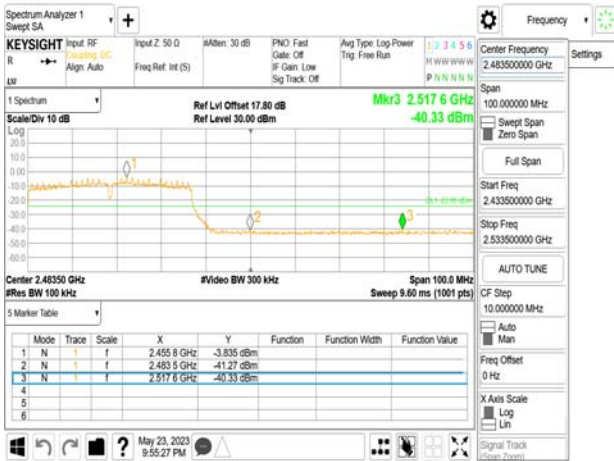 Spectrum Analyzer 1
Swept SA
Frequency
Settings
KEYSIGHT
R
Input: RF
Coupling: DC
Align: Auto
Input Z: 50 Ω
Freq Ref: Int (S)
#Atten: 30 dB
PNO: Fast
Gate: Off
IF Gain: Low
Sig Track: Off
Avg Type: Log-Power
Trig: Free Run
1 2 3 4 5 6
M W W W W W
P N N N N N
1 Spectrum
Scale/Div 10 dB
Log
Ref Lvl Offset 17.80 dB
Ref Level 30.00 dBm
Mkr3 2.517 6 GHz
-40.33 dBm
20.0
10.0
0.00
-10.0
-20.0
-30.0
-40.0
-50.0
-60.0
1
2
3
Center 2.48350 GHz
#Res BW 100 kHz
#Video BW 300 kHz
Span 100.0 MHz
Sweep 9.60 ms (1001 pts)
5 Marker Table
Mode Trace Scale X Y Function Function Width Function Value
1 N 1 f 2.455 8 GHz -3.835 dBm
2 N 1 f 2.483 5 GHz -41.27 dBm
3 N 1 f 2.517 6 GHz -40.33 dBm
4
5
6
May 23, 2023
9:55:27 PM
Center Frequency
2.483500000 GHz
Span
100.000000 MHz
Swept Span
Zero Span
Full Span
Start Freq
2.433500000 GHz
Stop Freq
2.533500000 GHz
AUTO TUNE
CF Step
10.000000 MHz
Auto
Man
Freq Offset
0 Hz
X Axis Scale
Log
Lin
Signal Track
(Span Zoom)